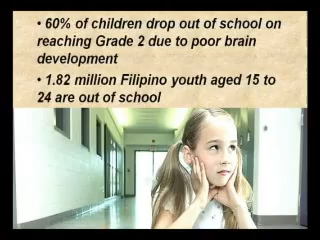 • 60% of children drop out of school on
reaching Grade 2 due to poor brain
development
• 1.82 million Filipino youth aged 15 to
24 are out of school